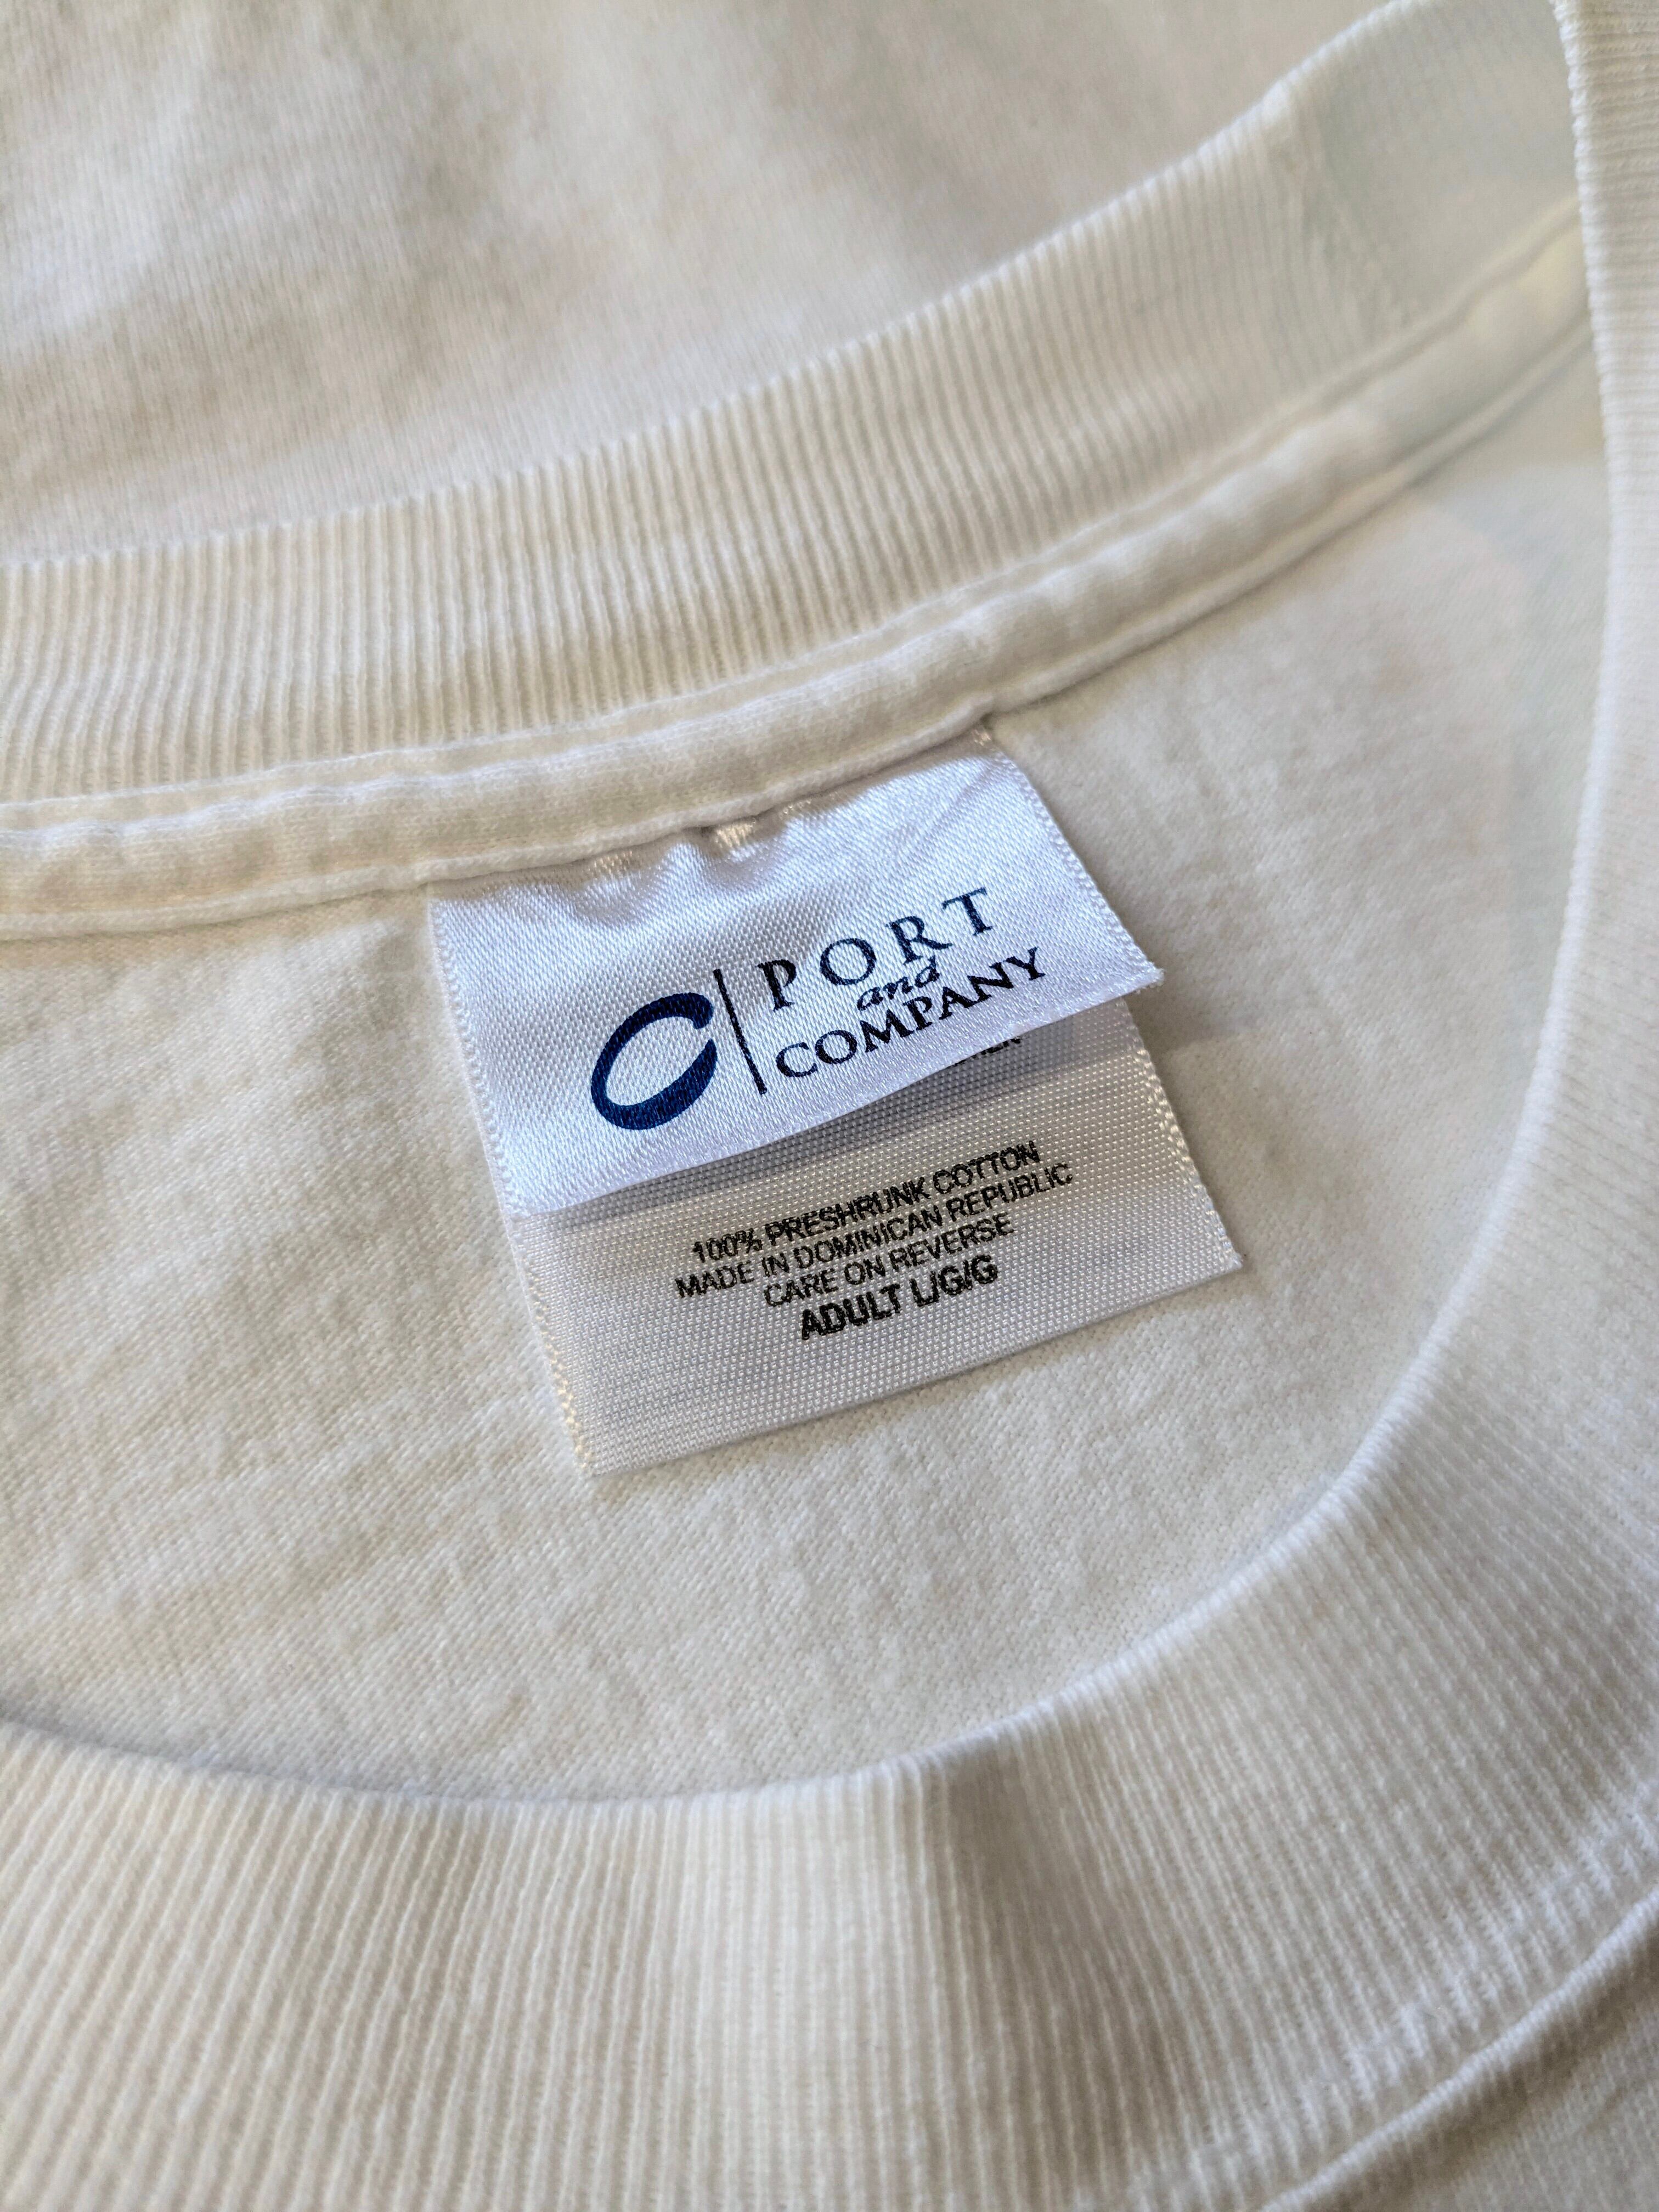 PORT
and
COMPANY
100% PRESHRUNK COTTON
MADE IN DOMINICAN REPUBLIC
CARE ON REVERSE
ADULT L/G/G